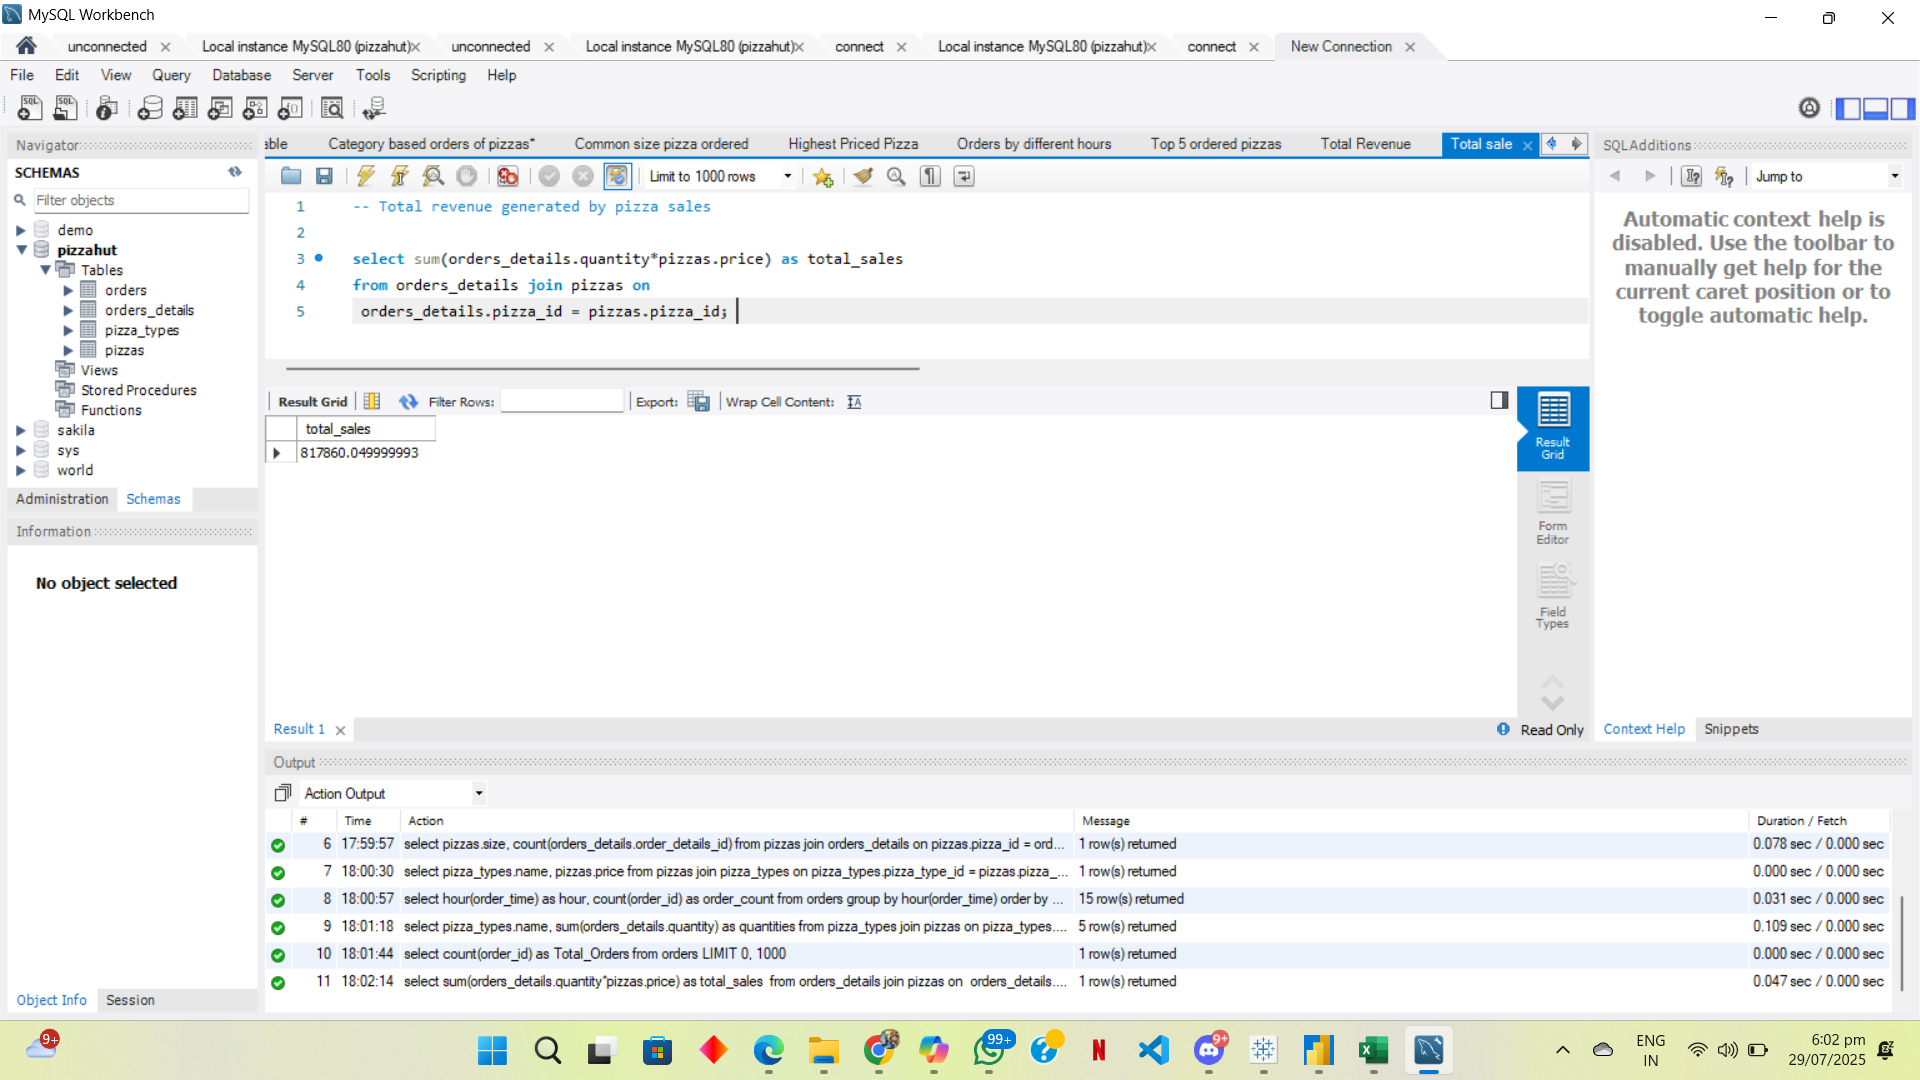 MySQL Workbench
unconnected
Local instance MySQL80 (pizzahut)
unconnected
Local instance MySQL80 (pizzahut)
connect
Local instance MySQL80 (pizzahut)
connect
New Connection
File Edit View Query Database Server Tools Scripting Help
Navigator
SCHEMAS
Filter objects
demo
pizzahut
Tables
orders
orders_details
pizza_types
pizzas
Views
Stored Procedures
Functions
sakila
sys
world
Administration Schemas
Information
No object selected
Object Info Session
able Category based orders of pizzas* Common size pizza ordered Highest Priced Pizza Orders by different hours Top 5 ordered pizzas Total Revenue Total sale
Limit to 1000 rows
1 -- Total revenue generated by pizza sales
2
3 select sum(orders_details.quantity*pizzas.price) as total_sales
4 from orders_details join pizzas on
5 orders_details.pizza_id = pizzas.pizza_id;
Result Grid Filter Rows: Export: Wrap Cell Content:
total_sales
817860.049999993
Result Grid
Form Editor
Field Types
Result 1
Read Only
SQLAdditions
Jump to
Automatic context help is
disabled. Use the toolbar to
manually get help for the
current caret position or to
toggle automatic help.
Context Help Snippets
Output
Action Output
# Time Action Message Duration / Fetch
6 17:59:57 select pizzas.size, count(orders_details.order_details_id) from pizzas join orders_details on pizzas.pizza_id = ord... 1 row(s) returned 0.078 sec / 0.000 sec
7 18:00:30 select pizza_types.name, pizzas.price from pizzas join pizza_types on pizza_types.pizza_type_id = pizzas.pizza_... 1 row(s) returned 0.000 sec / 0.000 sec
8 18:00:57 select hour(order_time) as hour, count(order_id) as order_count from orders group by hour(order_time) order by ... 15 row(s) returned 0.031 sec / 0.000 sec
9 18:01:18 select pizza_types.name, sum(orders_details.quantity) as quantities from pizza_types join pizzas on pizza_types.... 5 row(s) returned 0.109 sec / 0.000 sec
10 18:01:44 select count(order_id) as Total_Orders from orders LIMIT 0, 1000 1 row(s) returned 0.000 sec / 0.000 sec
11 18:02:14 select sum(orders_details.quantity*pizzas.price) as total_sales from orders_details join pizzas on orders_details.... 1 row(s) returned 0.047 sec / 0.000 sec
9+
99+
9+
ENG
IN
6:02 pm
29/07/2025